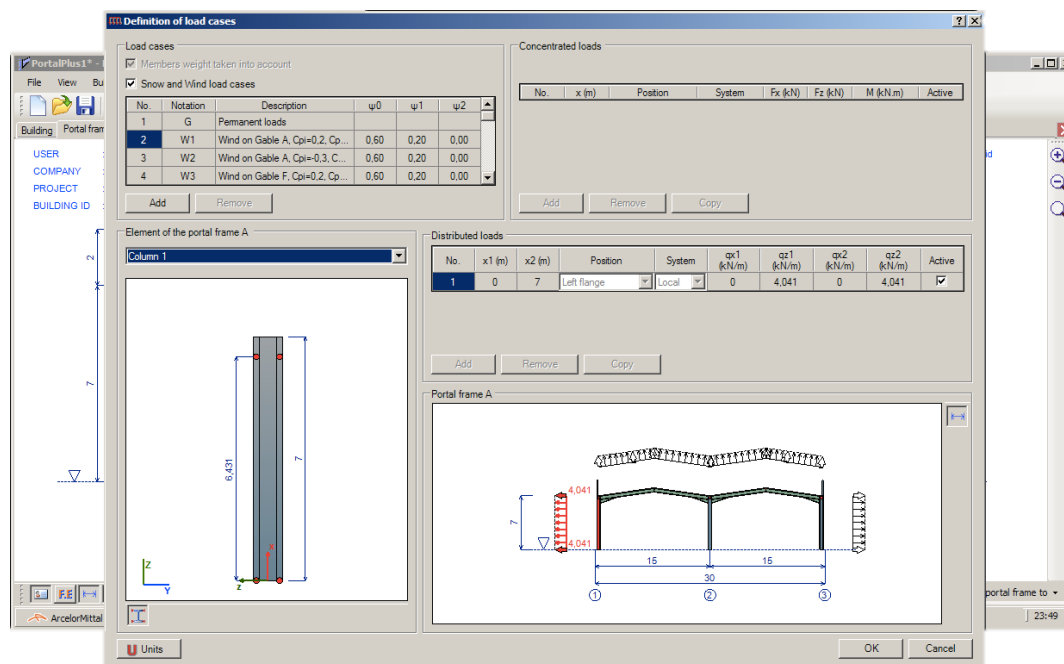 Definition of load cases
PortalPlus1* -
File View Bu
Building Portal fram
USER :
COMPANY :
PROJECT :
BUILDING ID :
2
7
Load cases
Members weight taken into account
Snow and Wind load cases
No. Notation Description ψ0 ψ1 ψ2
1 G Permanent loads
2 W1 Wind on Gable A, Cpi=0,2, Cp... 0,60 0,20 0,00
3 W2 Wind on Gable A, Cpi=-0,3, C... 0,60 0,20 0,00
4 W3 Wind on Gable F, Cpi=0,2, Cp... 0,60 0,20 0,00
Add Remove
Concentrated loads
No. x (m) Position System Fx (kN) Fz (kN) M (kN.m) Active
Add Remove Copy
Element of the portal frame A
Column 1
6,431
7
x
z
Z
Y
Distributed loads
No. x1 (m) x2 (m) Position System qx1 (kN/m) qz1 (kN/m) qx2 (kN/m) qz2 (kN/m) Active
1 0 7 Left flange Local 0 4,041 0 4,041
Add Remove Copy
Portal frame A
4,041
7
4,041
15 15
30
1 2 3
Units
OK Cancel
F.E
ArcelorMittal
id
portal frame to
23:49